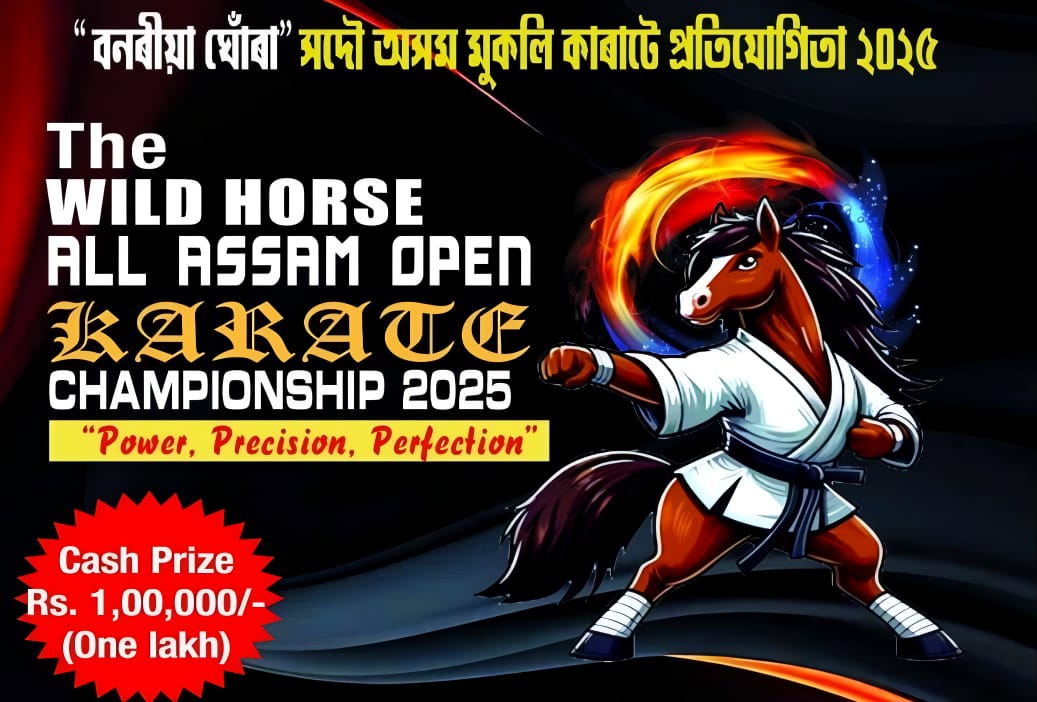 “বনৰীয়া ঘোঁৰা” সদৌ অসম মুকলি কাৰাটে প্ৰতিযোগিতা ২০২৫
The
WILD HORSE
ALL ASSAM OPEN
KARATE
CHAMPIONSHIP 2025
“Power, Precision, Perfection”
Cash Prize
Rs. 1,00,000/-
(One lakh)